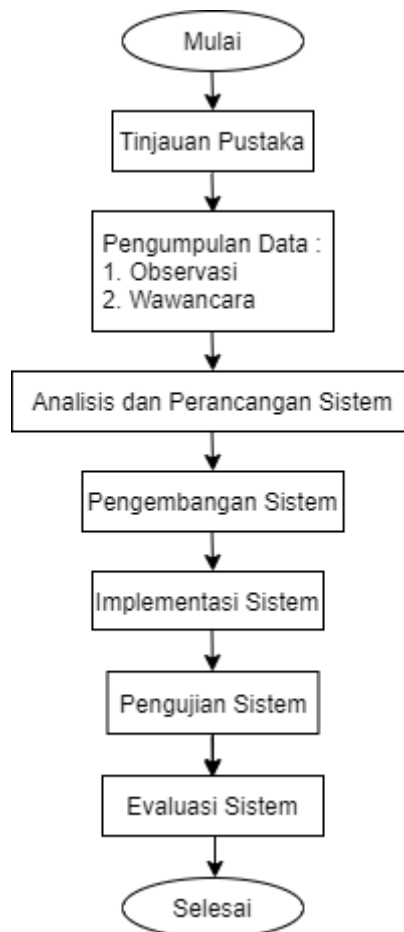 Mulai
Tinjauan Pustaka
Pengumpulan Data :
1. Observasi
2. Wawancara
Analisis dan Perancangan Sistem
Pengembangan Sistem
Implementasi Sistem
Pengujian Sistem
Evaluasi Sistem
Selesai